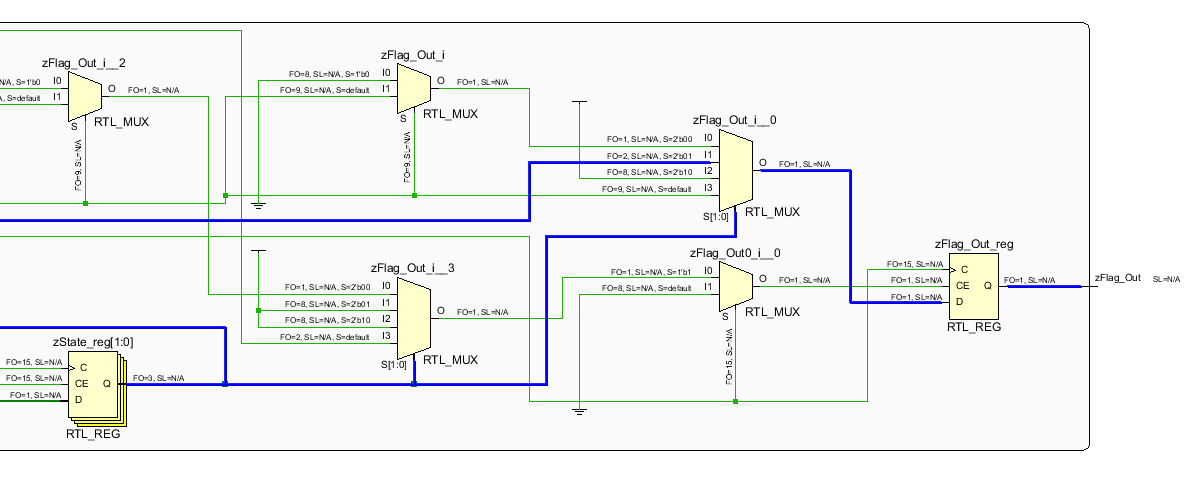 zFlag_Out_i__2
N/A, S=1'b0
I0
A, S=default
I1
O
FO=1, SL=N/A
S
RTL_MUX
FO=9, SL=N/A
zFlag_Out_i
FO=8, SL=N/A, S=1'b0
I0
FO=9, SL=N/A, S=default
I1
O
FO=1, SL=N/A
S
RTL_MUX
FO=9, SL=N/A
zFlag_Out_i__0
FO=1, SL=N/A, S=2'b00
I0
FO=2, SL=N/A, S=2'b01
I1
FO=8, SL=N/A, S=2'b10
I2
FO=9, SL=N/A, S=default
I3
O
FO=1, SL=N/A
S[1:0]
RTL_MUX
zFlag_Out_i__3
FO=1, SL=N/A, S=2'b00
I0
FO=8, SL=N/A, S=2'b01
I1
FO=8, SL=N/A, S=2'b10
I2
FO=2, SL=N/A, S=default
I3
O
FO=1, SL=N/A
S[1:0]
RTL_MUX
zFlag_Out0_i__0
FO=1, SL=N/A, S=1'b1
I0
FO=8, SL=N/A, S=default
I1
O
FO=1, SL=N/A
S
RTL_MUX
FO=15, SL=N/A
zFlag_Out_reg
FO=15, SL=N/A
C
FO=1, SL=N/A
CE
FO=1, SL=N/A
D
Q
FO=1, SL=N/A
RTL_REG
zFlag_Out
SL=N/A
zState_reg[1:0]
FO=15, SL=N/A
C
FO=15, SL=N/A
CE
FO=1, SL=N/A
D
Q
FO=3, SL=N/A
RTL_REG